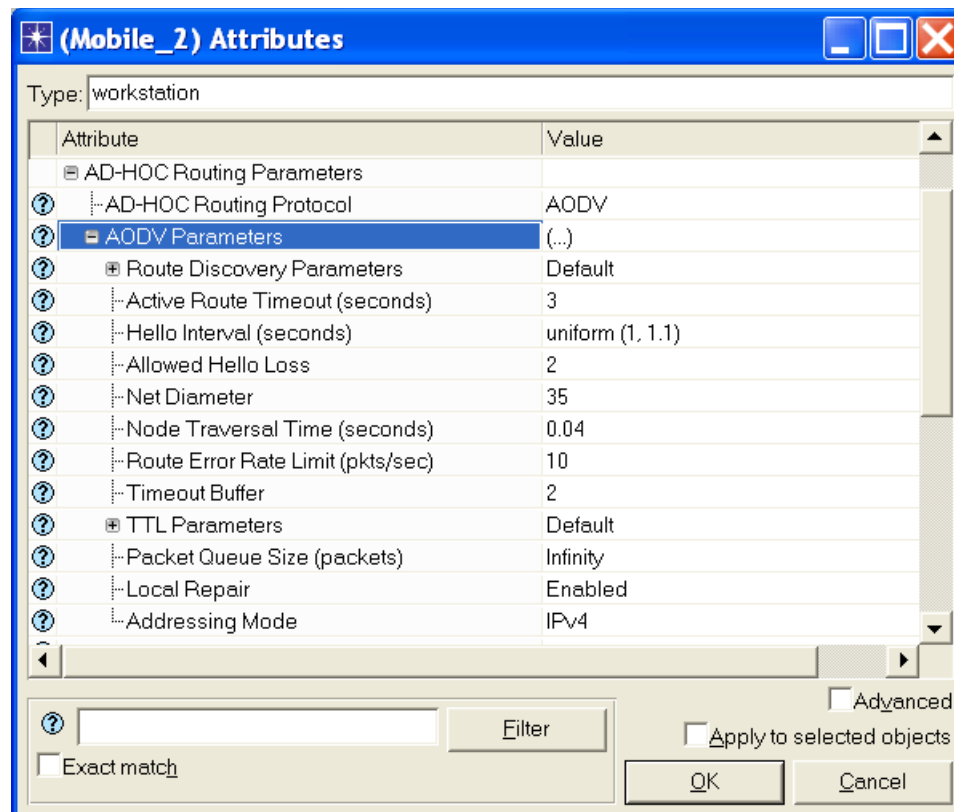 (Mobile_2) Attributes
Type: workstation
Attribute Value
AD-HOC Routing Parameters
AD-HOC Routing Protocol AODV
AODV Parameters (...)
Route Discovery Parameters Default
Active Route Timeout (seconds) 3
Hello Interval (seconds) uniform (1, 1.1)
Allowed Hello Loss 2
Net Diameter 35
Node Traversal Time (seconds) 0.04
Route Error Rate Limit (pkts/sec) 10
Timeout Buffer 2
TTL Parameters Default
Packet Queue Size (packets) Infinity
Local Repair Enabled
Addressing Mode IPv4
Advanced
Filter
Apply to selected objects
Exact match
OK Cancel